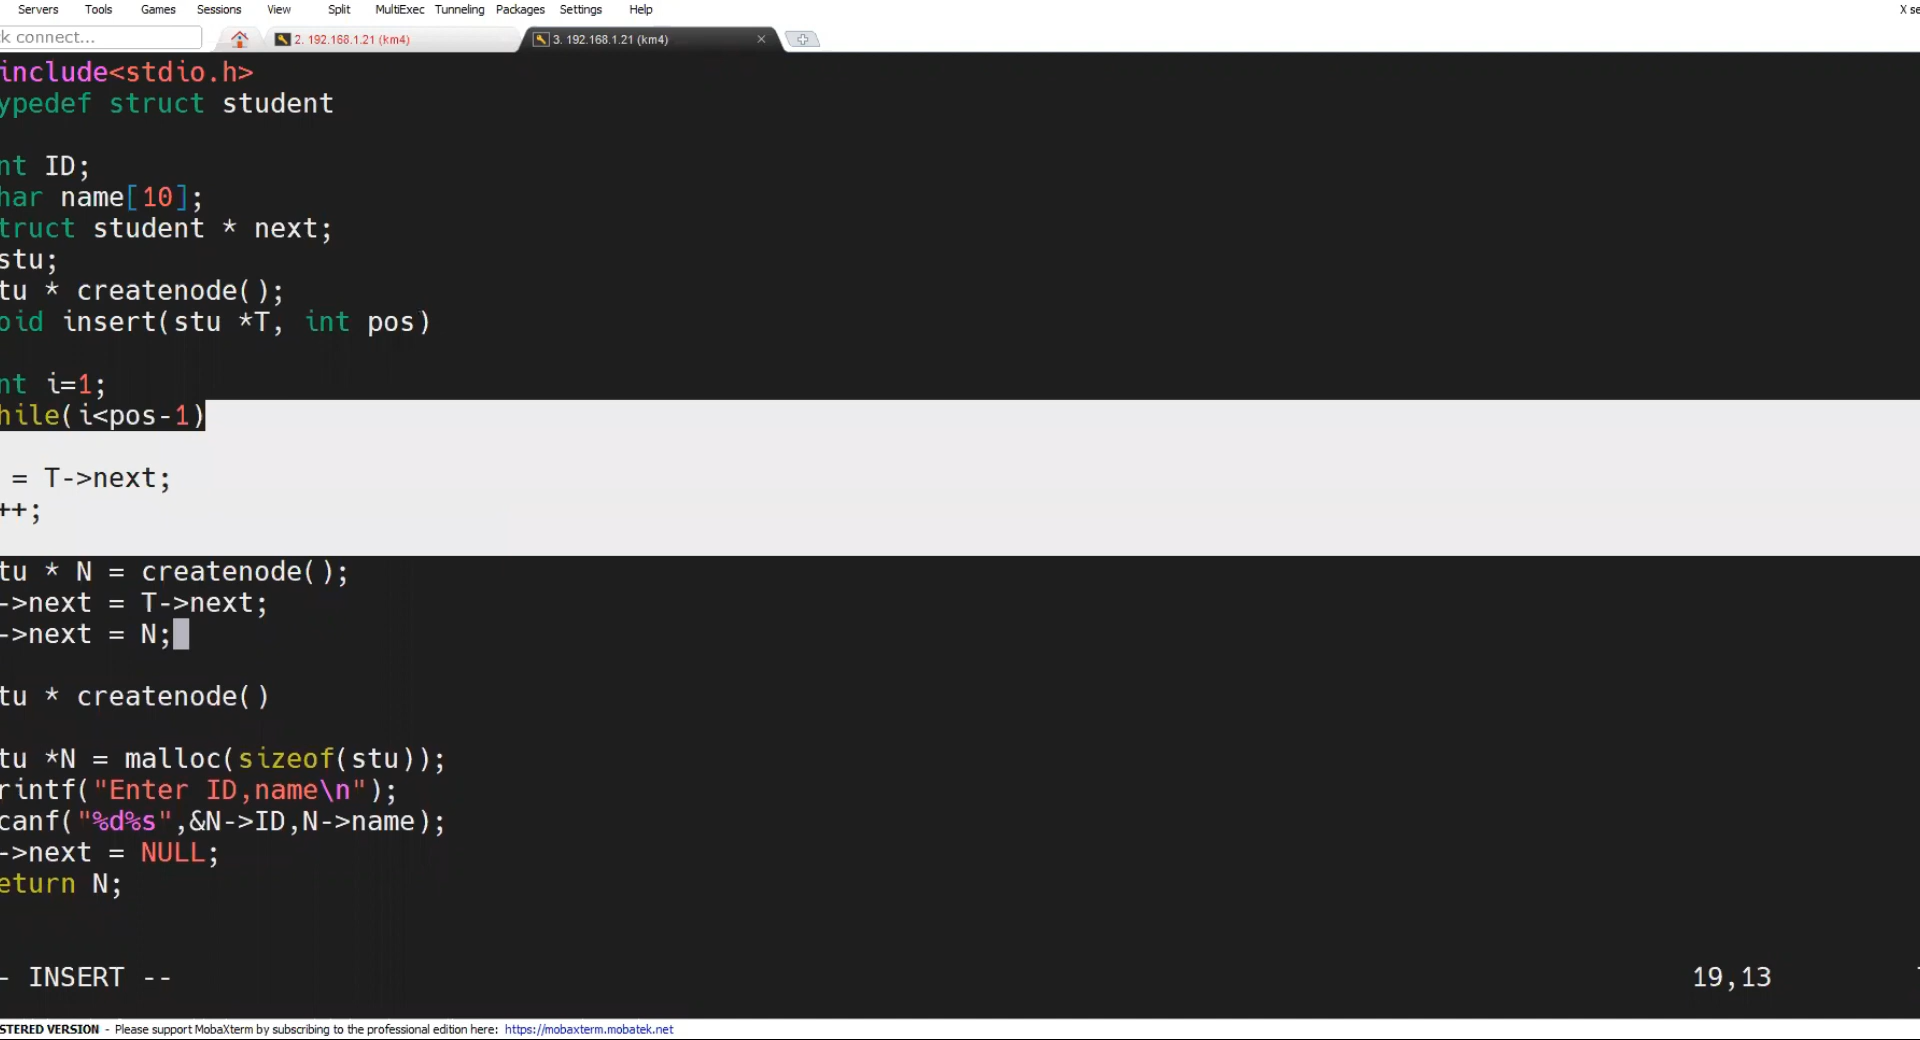 Servers Tools Games Sessions View Split MultiExec Tunneling Packages Settings Help X se
k connect...
2. 192.168.1.21 (km4)
3. 192.168.1.21 (km4)
include<stdio.h>
ypedef struct student
nt ID;
har name[10];
truct student * next;
stu;
tu * createnode();
oid insert(stu *T, int pos)
nt i=1;
hile(i<pos-1)
= T->next;
++;
tu * N = createnode();
->next = T->next;
->next = N;
tu * createnode()
tu *N = malloc(sizeof(stu));
rintf("Enter ID,name\n");
canf("%d%s",&N->ID,N->name);
->next = NULL;
eturn N;
- INSERT -- 19,13
STERED VERSION - Please support MobaXterm by subscribing to the professional edition here: https://mobaxterm.mobatek.net